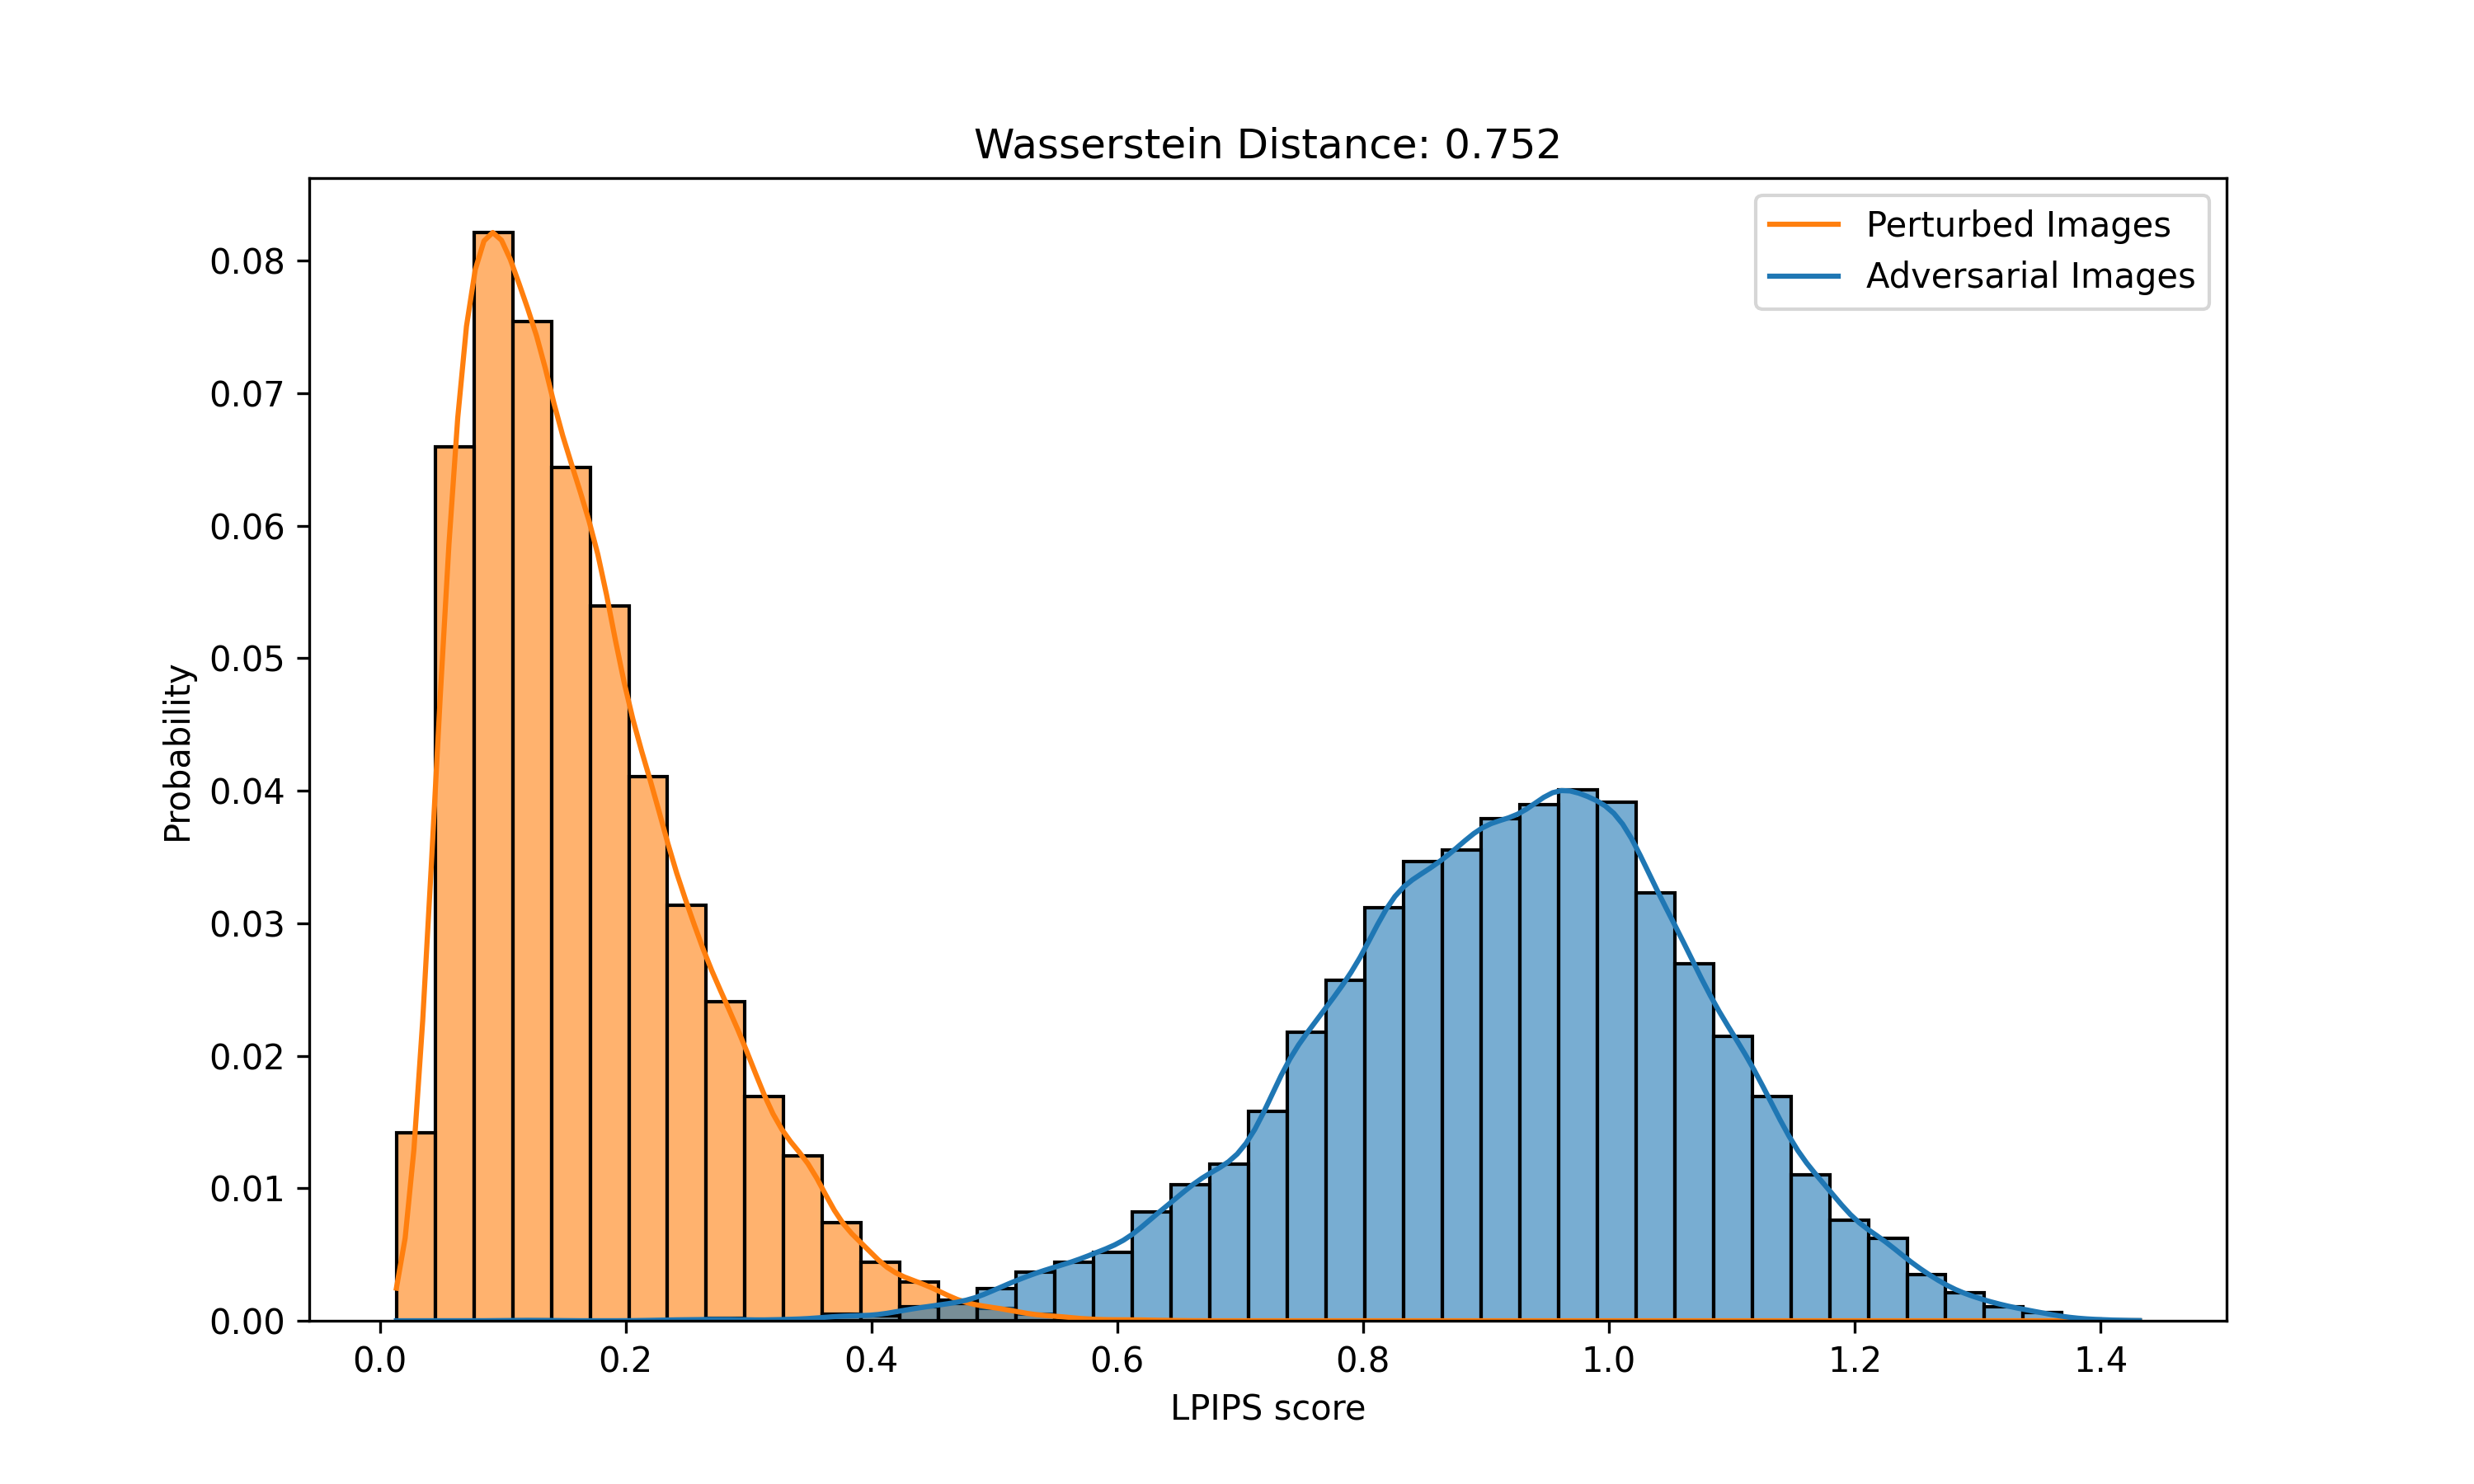 Wasserstein Distance: 0.752
Perturbed Images
Adversarial Images
Probability
0.08
0.07
0.06
0.05
0.04
0.03
0.02
0.01
0.00
0.0 0.2 0.4 0.6 0.8 1.0 1.2 1.4
LPIPS score